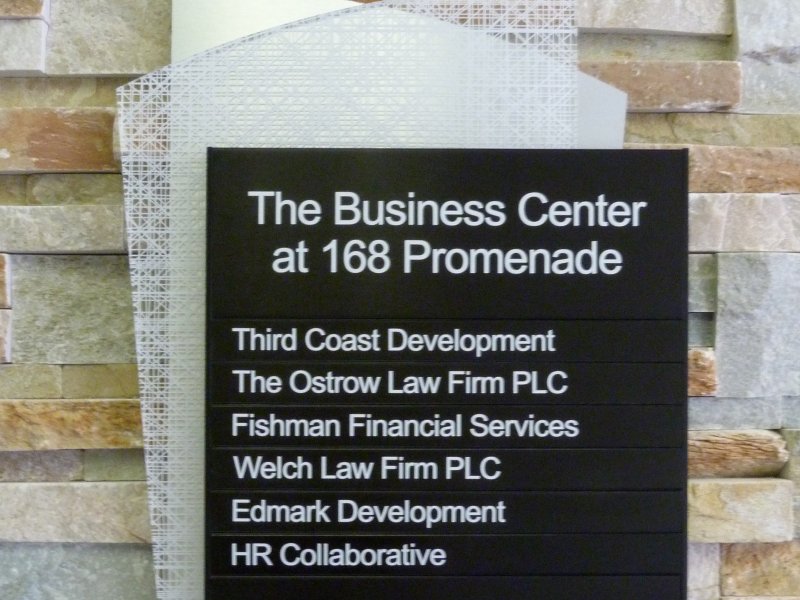 The Business Center
at 168 Promenade
Third Coast Development
The Ostrow Law Firm PLC
Fishman Financial Services
Welch Law Firm PLC
Edmark Development
HR Collaborative